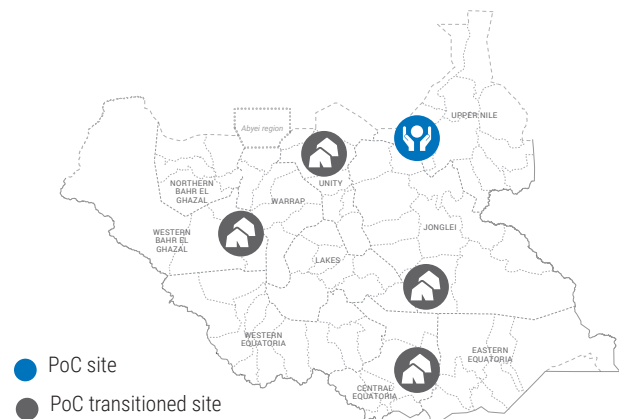 UPPER NILE
Abyei region
UNITY
NORTHERN
BAHR EL
GHAZAL
WARRAP
WESTERN
BAHR EL
GHAZAL
JONGLEI
LAKES
WESTERN
EQUATORIA
EASTERN
EQUATORIA
CENTRAL
EQUATORIA
PoC site
PoC transitioned site